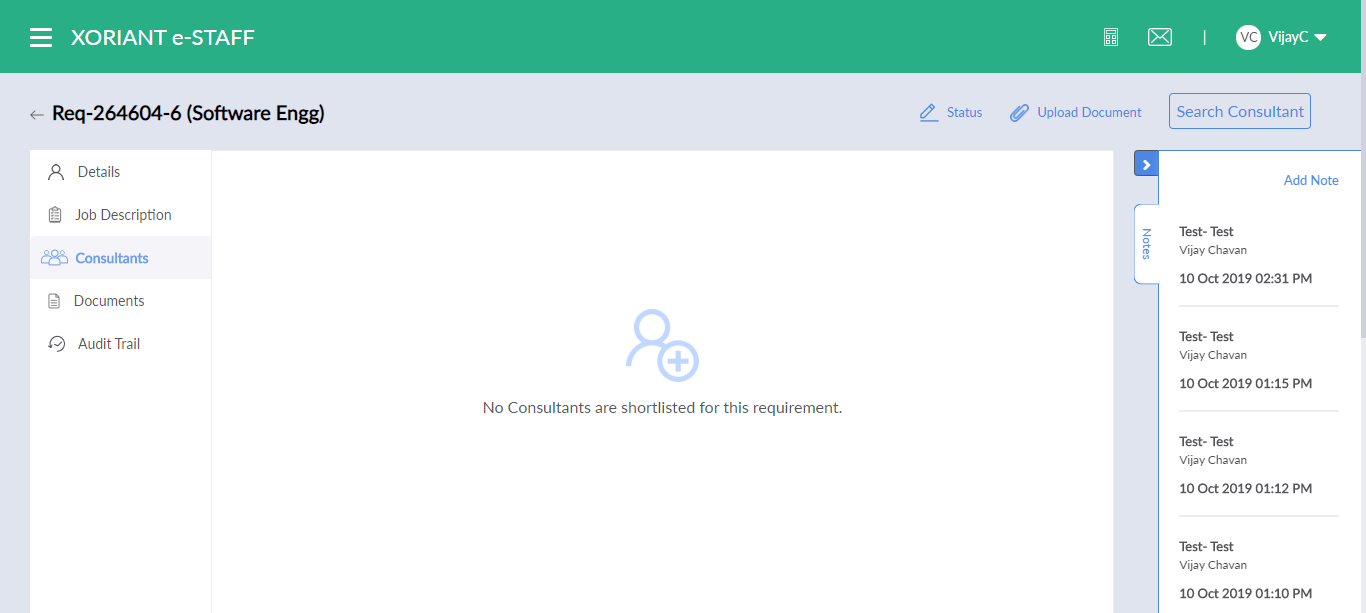 XORIANT e-STAFF
|
VC VijayC
← Req-264604-6 (Software Engg)
Status
Upload Document
Search Consultant
Details
Job Description
Consultants
Documents
Audit Trail
No Consultants are shortlisted for this requirement.
Notes
Add Note
Test- Test
Vijay Chavan
10 Oct 2019 02:31 PM
Test- Test
Vijay Chavan
10 Oct 2019 01:15 PM
Test- Test
Vijay Chavan
10 Oct 2019 01:12 PM
Test- Test
Vijay Chavan
10 Oct 2019 01:10 PM